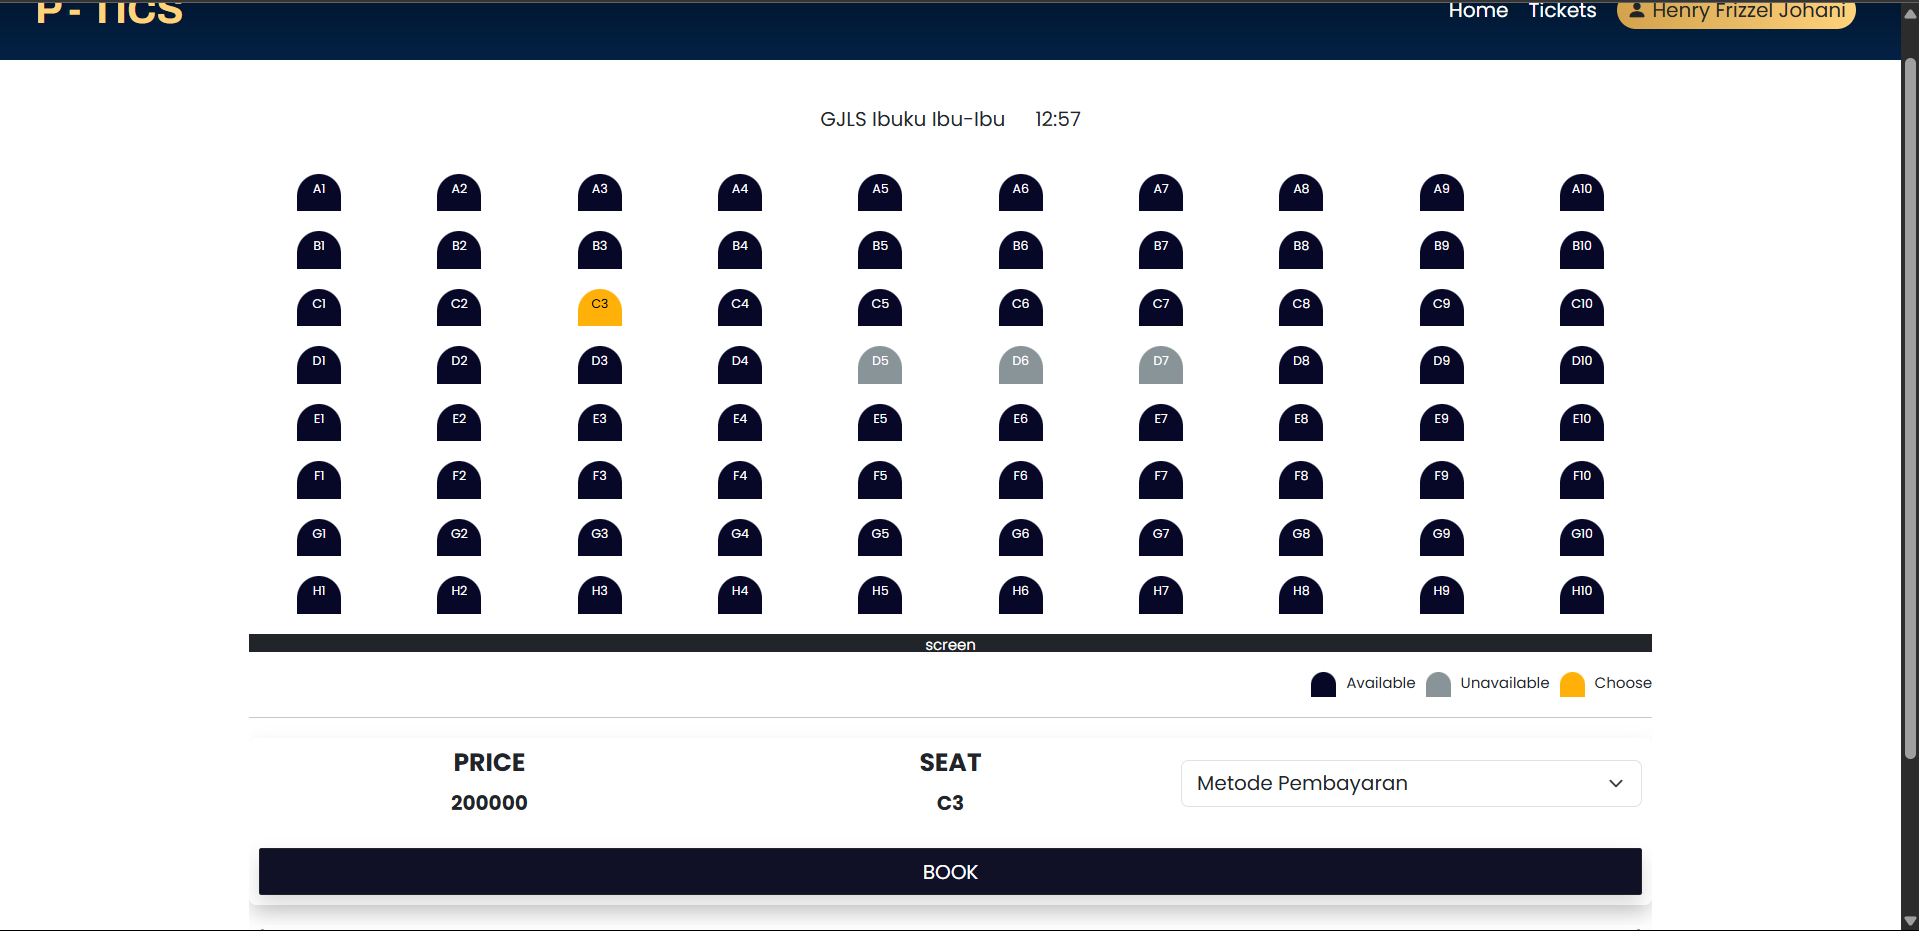 P - TICS
Home Tickets Henry Frizzel Johani
GJLS Ibuku Ibu-Ibu 12:57
A1 A2 A3 A4 A5 A6 A7 A8 A9 A10
B1 B2 B3 B4 B5 B6 B7 B8 B9 B10
C1 C2 C3 C4 C5 C6 C7 C8 C9 C10
D1 D2 D3 D4 D5 D6 D7 D8 D9 D10
E1 E2 E3 E4 E5 E6 E7 E8 E9 E10
F1 F2 F3 F4 F5 F6 F7 F8 F9 F10
G1 G2 G3 G4 G5 G6 G7 G8 G9 G10
H1 H2 H3 H4 H5 H6 H7 H8 H9 H10
screen
Available Unavailable Choose
PRICE SEAT
Metode Pembayaran
200000 C3
BOOK